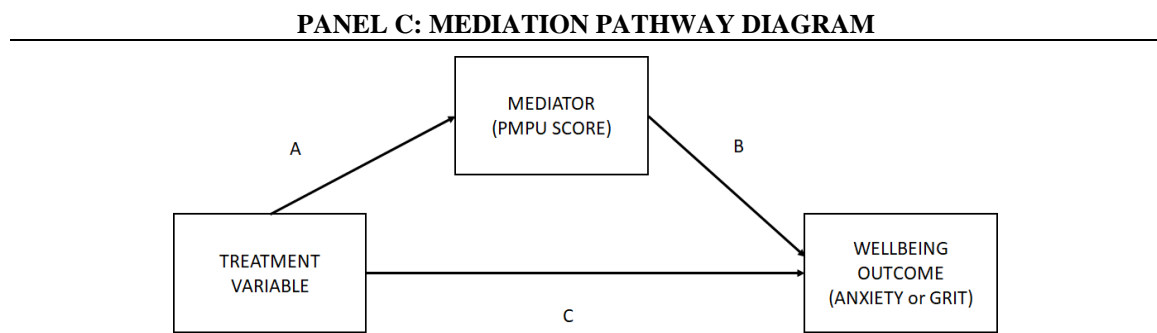 PANEL C: MEDIATION PATHWAY DIAGRAM
MEDIATOR
(PMPU SCORE)
A
B
TREATMENT
VARIABLE
WELLBEING
OUTCOME
(ANXIETY or GRIT)
C